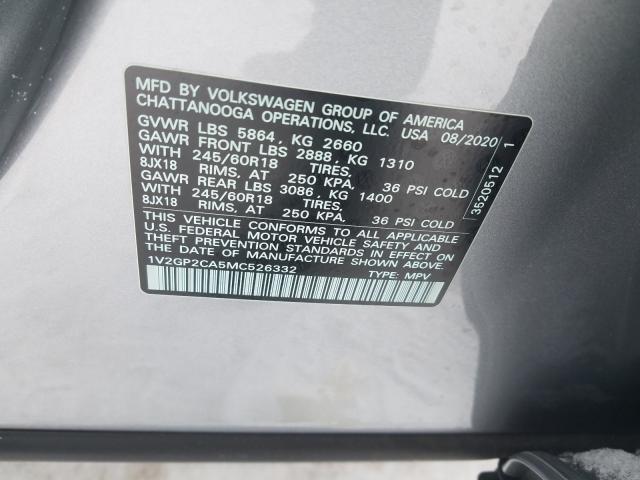 MFD BY VOLKSWAGEN GROUP OF AMERICA
CHATTANOOGA OPERATIONS, LLC. USA 08/2020
GVWR LBS 5864, KG 2660
GAWR FRONT LBS 2888, KG 1310
WITH 245/60R18 TIRES,
8JX18 RIMS, AT 250 KPA, 36 PSI COLD
GAWR REAR LBS 3086, KG 1400
WITH 245/60R18 TIRES,
8JX18 RIMS, AT 250 KPA, 36 PSI COLD
THIS VEHICLE CONFORMS TO ALL APPLICABLE
U.S. FEDERAL MOTOR VEHICLE SAFETY AND
THEFT PREVENTION STANDARDS IN EFFECT ON
THE DATE OF MANUFACTURE SHOWN ABOVE.
1V2GP2CA5MC526332 TYPE: MPV
3520512 1